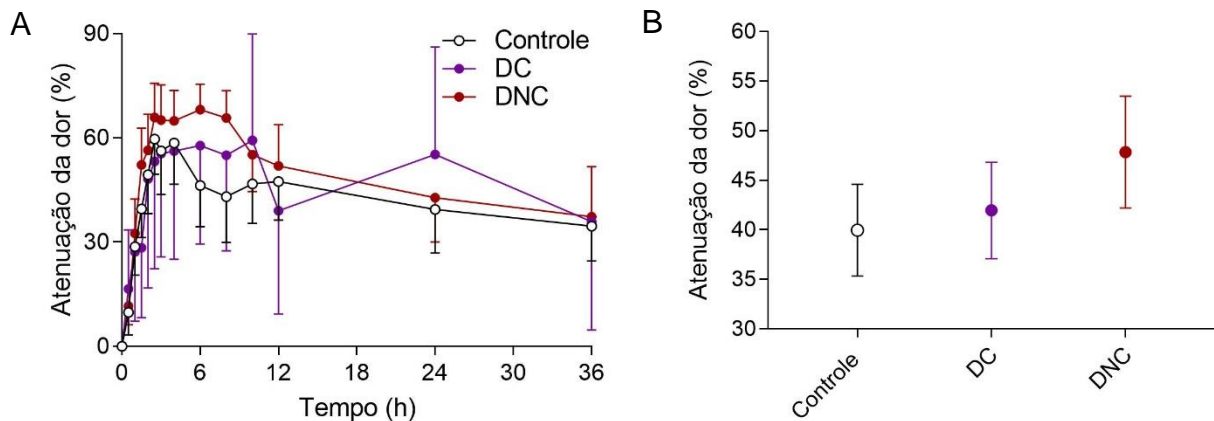 A
Atenuação da dor (%)
90
60
30
0
Controle
DC
DNC
0 6 12 18 24 30 36
Tempo (h)
B
Atenuação da dor (%)
60
55
50
45
40
35
30
Controle
DC
DNC